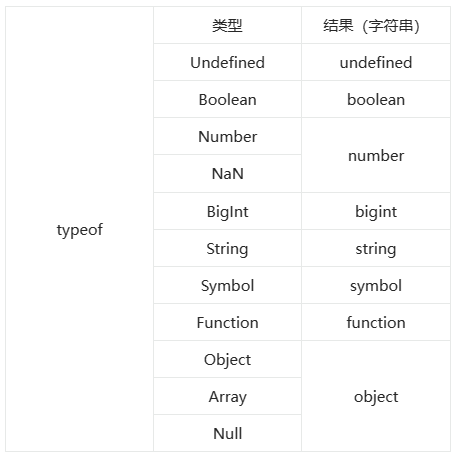 类型 结果（字符串）
Undefined undefined
Boolean boolean
Number
number
NaN
BigInt bigint
typeof
String string
Symbol symbol
Function function
Object
Array object
Null